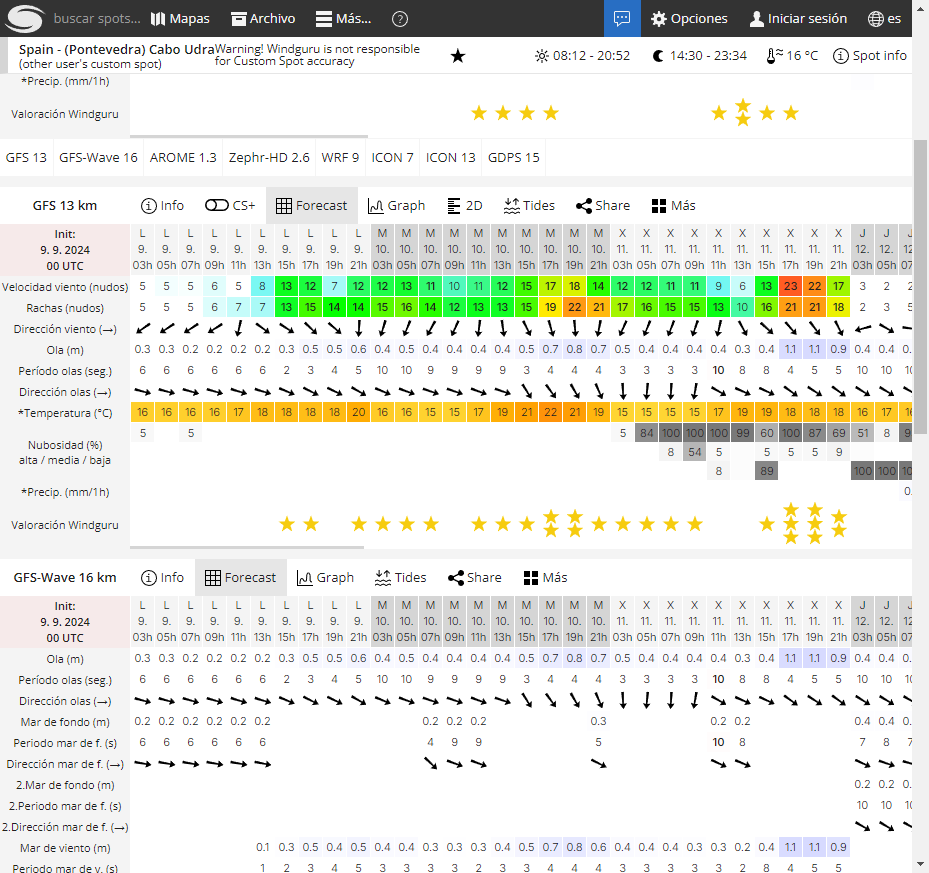 buscar spots... Mapas Archivo Más... ? Opciones Iniciar sesión es
Spain - (Pontevedra) Cabo Udra Warning! Windguru is not responsible
(other user's custom spot) for Custom Spot accuracy
08:12 - 20:52 14:30 - 23:34 16 °C Spot info
*Precip. (mm/1h)
Valoración Windguru
GFS 13 GFS-Wave 16 AROME 1.3 Zephr-HD 2.6 WRF 9 ICON 7 ICON 13 GDPS 15
GFS 13 km Info CS+ Forecast Graph 2D Tides Share Más
Init: L L L L L L L L L L M M M M M M M M M M X X X X X X X X X X J J
9. 9. 2024 9. 9. 9. 9. 9. 9. 9. 9. 9. 9. 10. 10. 10. 10. 10. 10. 10. 10. 10. 10. 11. 11. 11. 11. 11. 11. 11. 11. 11. 11. 12. 12.
00 UTC 03h 05h 07h 09h 11h 13h 15h 17h 19h 21h 03h 05h 07h 09h 11h 13h 15h 17h 19h 21h 03h 05h 07h 09h 11h 13h 15h 17h 19h 21h 03h 05h
Velocidad viento (nudos) 5 5 5 6 5 8 13 12 7 12 12 13 11 10 11 12 15 17 18 14 12 12 11 11 9 6 13 23 22 17 3 2
Rachas (nudos) 5 5 5 6 7 7 13 15 14 14 15 16 14 12 13 13 15 19 22 21 17 16 15 15 13 10 16 21 21 18 2 3
Dirección viento (→)
Ola (m) 0.3 0.3 0.2 0.2 0.2 0.2 0.3 0.5 0.5 0.6 0.4 0.5 0.4 0.4 0.4 0.4 0.5 0.7 0.8 0.7 0.5 0.4 0.4 0.4 0.4 0.3 0.4 1.1 1.1 0.9 0.4 0.4
Período olas (seg.) 6 6 6 6 6 6 2 3 4 5 10 10 9 9 9 9 3 4 4 4 3 3 3 3 10 8 8 4 5 5 10 10
Dirección olas (→)
*Temperatura (°C) 16 16 16 16 17 18 18 18 18 20 16 16 15 15 17 19 21 22 21 19 15 15 15 15 17 19 19 18 18 18 16 17
Nubosidad (%) 5 5 5 84 100 100 100 99 60 100 87 69 51 8
alta / media / baja 8 54 5 5 5 5 9
8 89 100 100
*Precip. (mm/1h)
Valoración Windguru
GFS-Wave 16 km Info Forecast Graph Tides Share Más
Init: L L L L L L L L L L M M M M M M M M M M X X X X X X X X X X J J
9. 9. 2024 9. 9. 9. 9. 9. 9. 9. 9. 9. 9. 10. 10. 10. 10. 10. 10. 10. 10. 10. 10. 11. 11. 11. 11. 11. 11. 11. 11. 11. 11. 12. 12.
00 UTC 03h 05h 07h 09h 11h 13h 15h 17h 19h 21h 03h 05h 07h 09h 11h 13h 15h 17h 19h 21h 03h 05h 07h 09h 11h 13h 15h 17h 19h 21h 03h 05h
Ola (m) 0.3 0.3 0.2 0.2 0.2 0.2 0.3 0.5 0.5 0.6 0.4 0.5 0.4 0.4 0.4 0.4 0.5 0.7 0.8 0.7 0.5 0.4 0.4 0.4 0.4 0.3 0.4 1.1 1.1 0.9 0.4 0.4
Período olas (seg.) 6 6 6 6 6 6 2 3 4 5 10 10 9 9 9 9 3 4 4 4 3 3 3 3 10 8 8 4 5 5 10 10
Dirección olas (→)
Mar de fondo (m) 0.2 0.2 0.2 0.2 0.2 0.2 0.2 0.2 0.2 0.3 0.2 0.2 0.4 0.4
Periodo mar de f. (s) 6 6 6 6 6 6 4 9 9 5 10 8 7 8
Dirección mar de f. (→)
2.Mar de fondo (m) 0.2 0.2
2.Periodo mar de f. (s) 10 10
2.Dirección mar de f. (→)
Mar de viento (m) 0.1 0.3 0.5 0.4 0.5 0.4 0.4 0.3 0.3 0.3 0.4 0.5 0.7 0.8 0.6 0.4 0.4 0.4 0.3 0.3 0.2 0.4 1.1 1.1 0.9
Periodo mar de v. (s) 1 2 3 4 5 3 3 3 3 2 3 3 4 4 4 3 3 3 3 3 2 8 4 5 5